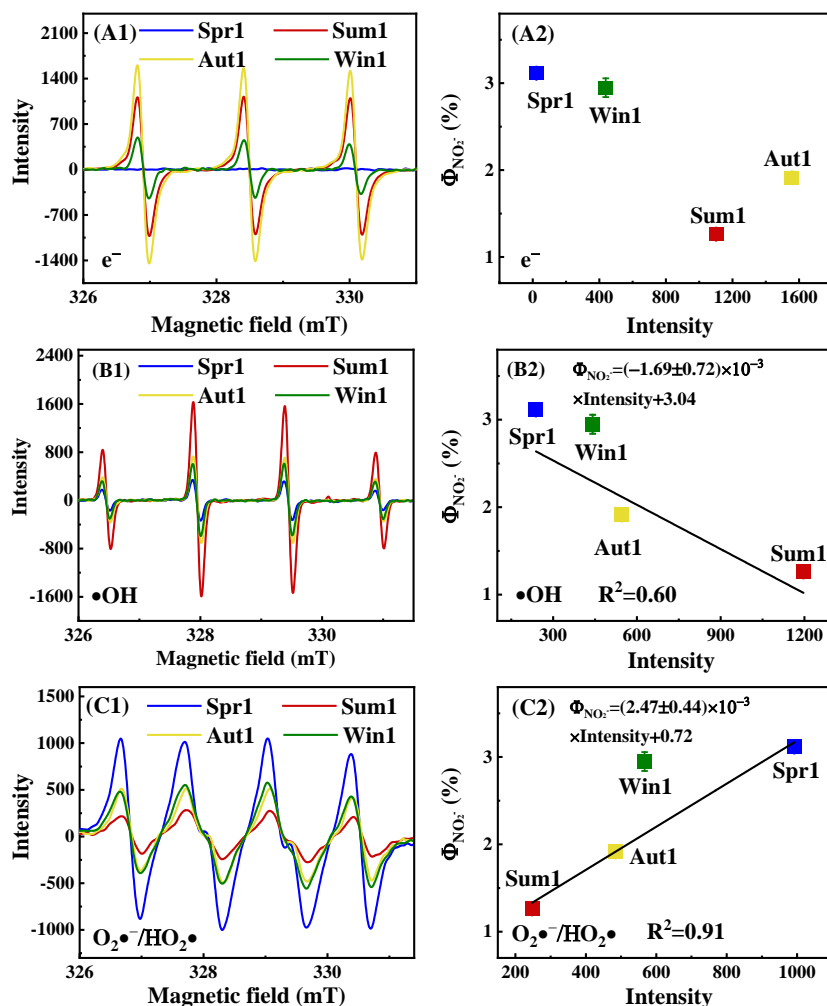 (A1)
Spr1
Sum1
Aut1
Win1
2100
1400
700
0
-700
-1400
Intensity
e⁻
326
328
330
Magnetic field (mT)
(A2)
Spr1
Win1
Aut1
Sum1
3
2
1
Φ_NO₂⁻ (%)
e⁻
0
400
800
1200
1600
Intensity
(B1)
Spr1
Sum1
Aut1
Win1
2400
1600
800
0
-800
-1600
Intensity
●OH
326
328
330
Magnetic field (mT)
(B2)
Φ_NO₂⁻=(−1.69±0.72)×10⁻³
×Intensity+3.04
Spr1
Win1
Aut1
Sum1
3
2
1
Φ_NO₂⁻ (%)
●OH
R²=0.60
300
600
900
1200
Intensity
(C1)
Spr1
Sum1
Aut1
Win1
1500
1000
500
0
-500
-1000
Intensity
O₂●⁻/HO₂●
326
328
330
Magnetic field (mT)
(C2)
Φ_NO₂⁻=(2.47±0.44)×10⁻³
×Intensity+0.72
Win1
Spr1
Aut1
Sum1
3
2
1
Φ_NO₂⁻ (%)
O₂●⁻/HO₂●
R²=0.91
200
400
600
800
1000
Intensity